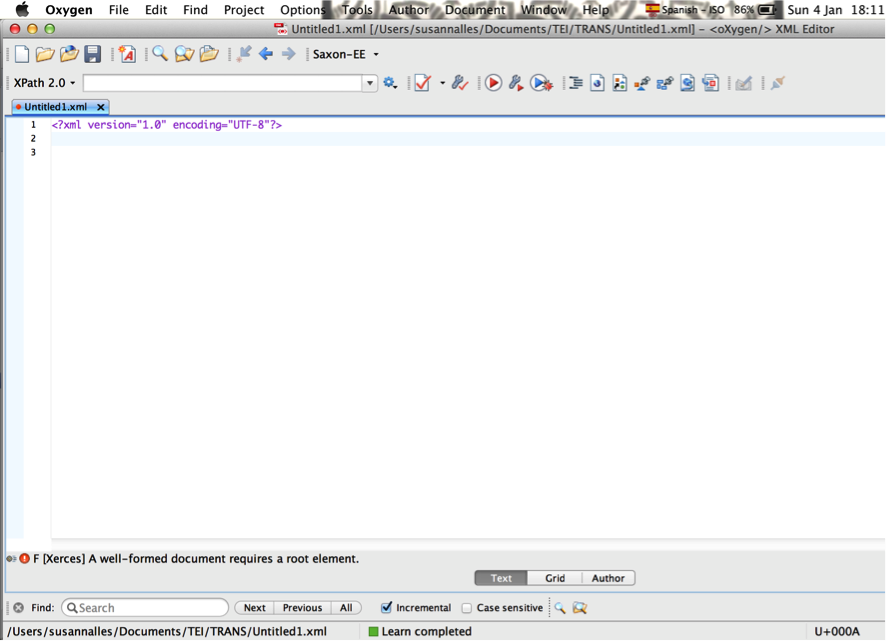 Oxygen File Edit Find Project Options Tools Author Document Window Help Spanish - ISO 86% Sun 4 Jan 18:11
Untitled1.xml [/Users/susannalles/Documents/TEI/TRANS/Untitled1.xml] - <oXygen/> XML Editor
Saxon-EE
XPath 2.0
Untitled1.xml
1 <?xml version="1.0" encoding="UTF-8"?>
2
3
F [Xerces] A well-formed document requires a root element.
Text Grid Author
Find: Search Next Previous All Incremental Case sensitive
/Users/susannalles/Documents/TEI/TRANS/Untitled1.xml Learn completed U+000A